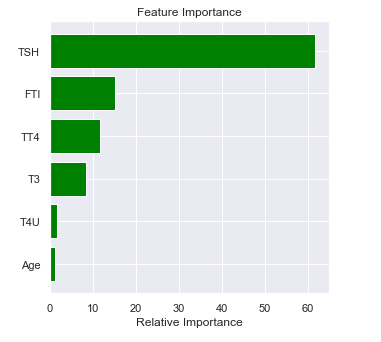 Feature Importance
TSH
FTI
TT4
T3
T4U
Age
0 10 20 30 40 50 60
Relative Importance